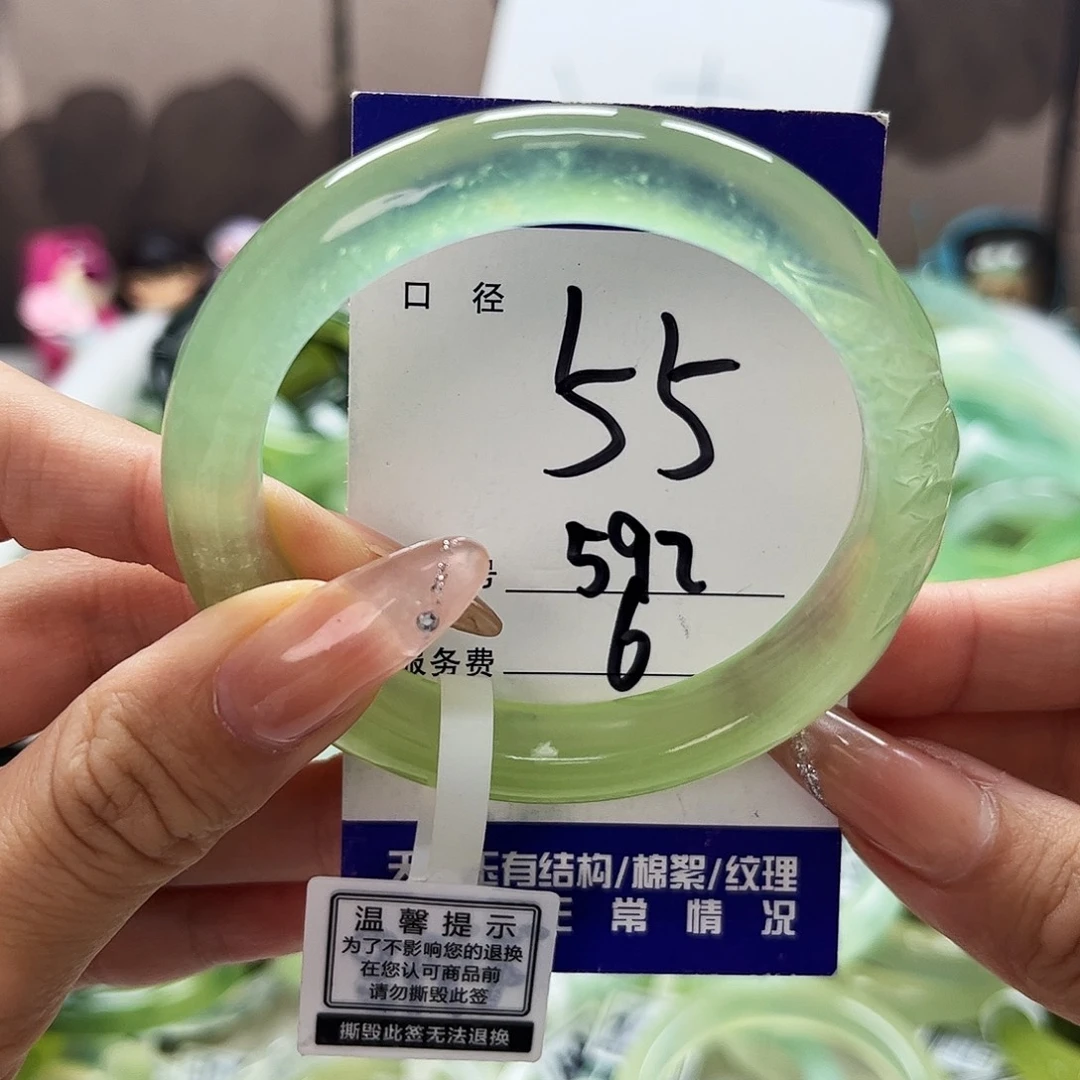 口径 55
592
服务费 6
有结构/棉絮/纹理
正常情况
温馨提示
为了不影响您的退换
在您认可商品前
请勿撕毁此签
撕毁此签无法退换